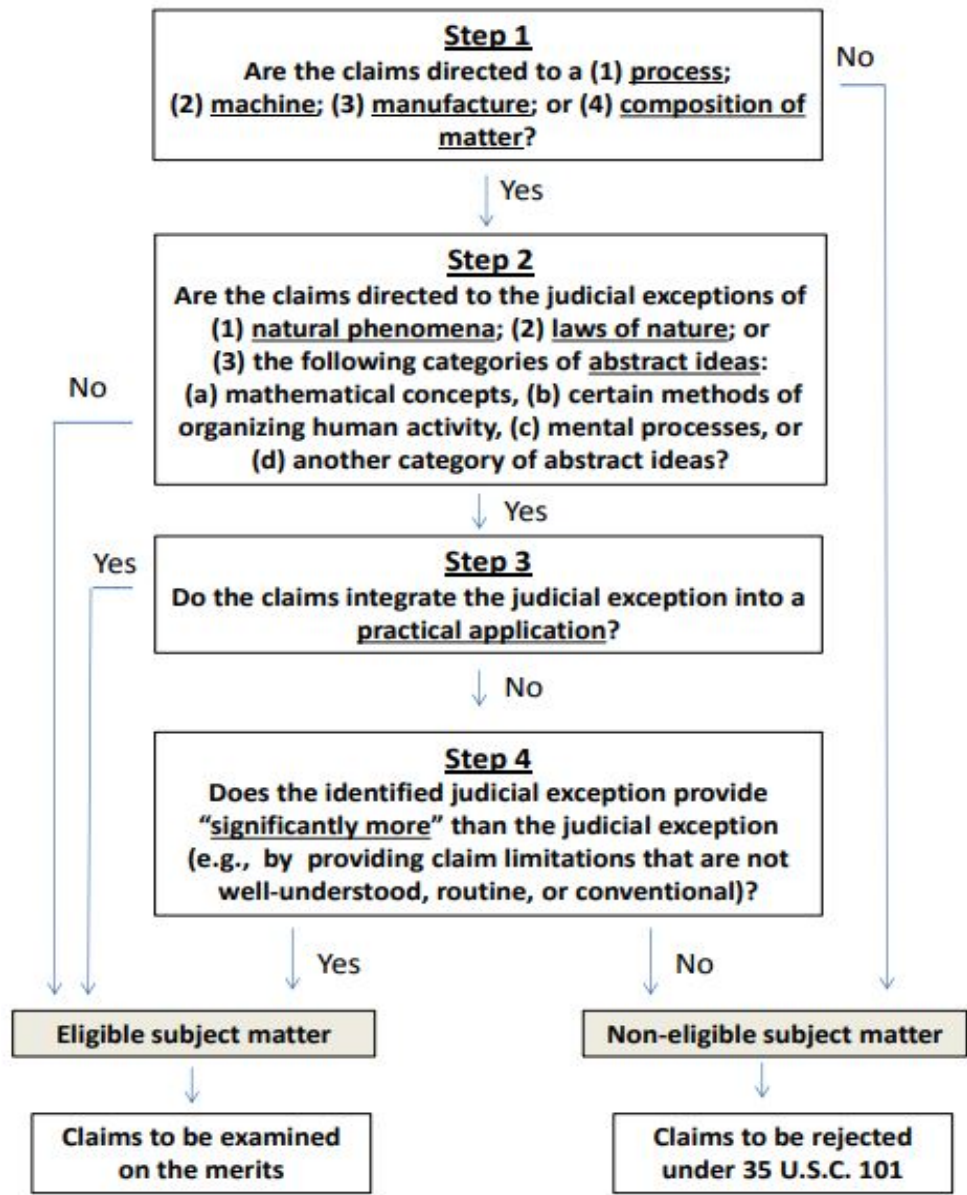 Step 1
Are the claims directed to a (1) process;
(2) machine; (3) manufacture; or (4) composition of
matter?
No
Yes
Step 2
Are the claims directed to the judicial exceptions of
(1) natural phenomena; (2) laws of nature; or
(3) the following categories of abstract ideas:
(a) mathematical concepts, (b) certain methods of
organizing human activity, (c) mental processes, or
(d) another category of abstract ideas?
No
Yes
Step 3
Do the claims integrate the judicial exception into a
practical application?
Yes
No
Step 4
Does the identified judicial exception provide
“significantly more” than the judicial exception
(e.g., by providing claim limitations that are not
well-understood, routine, or conventional)?
Yes
No
Eligible subject matter
Non-eligible subject matter
Claims to be examined
on the merits
Claims to be rejected
under 35 U.S.C. 101